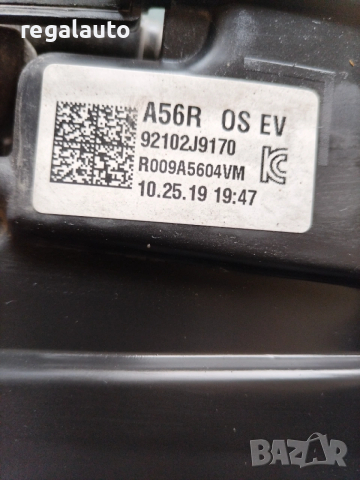 regalauto
A56R OS EV
92102J9170
R009A5604VM
10.25.19 19:47
BAZAR